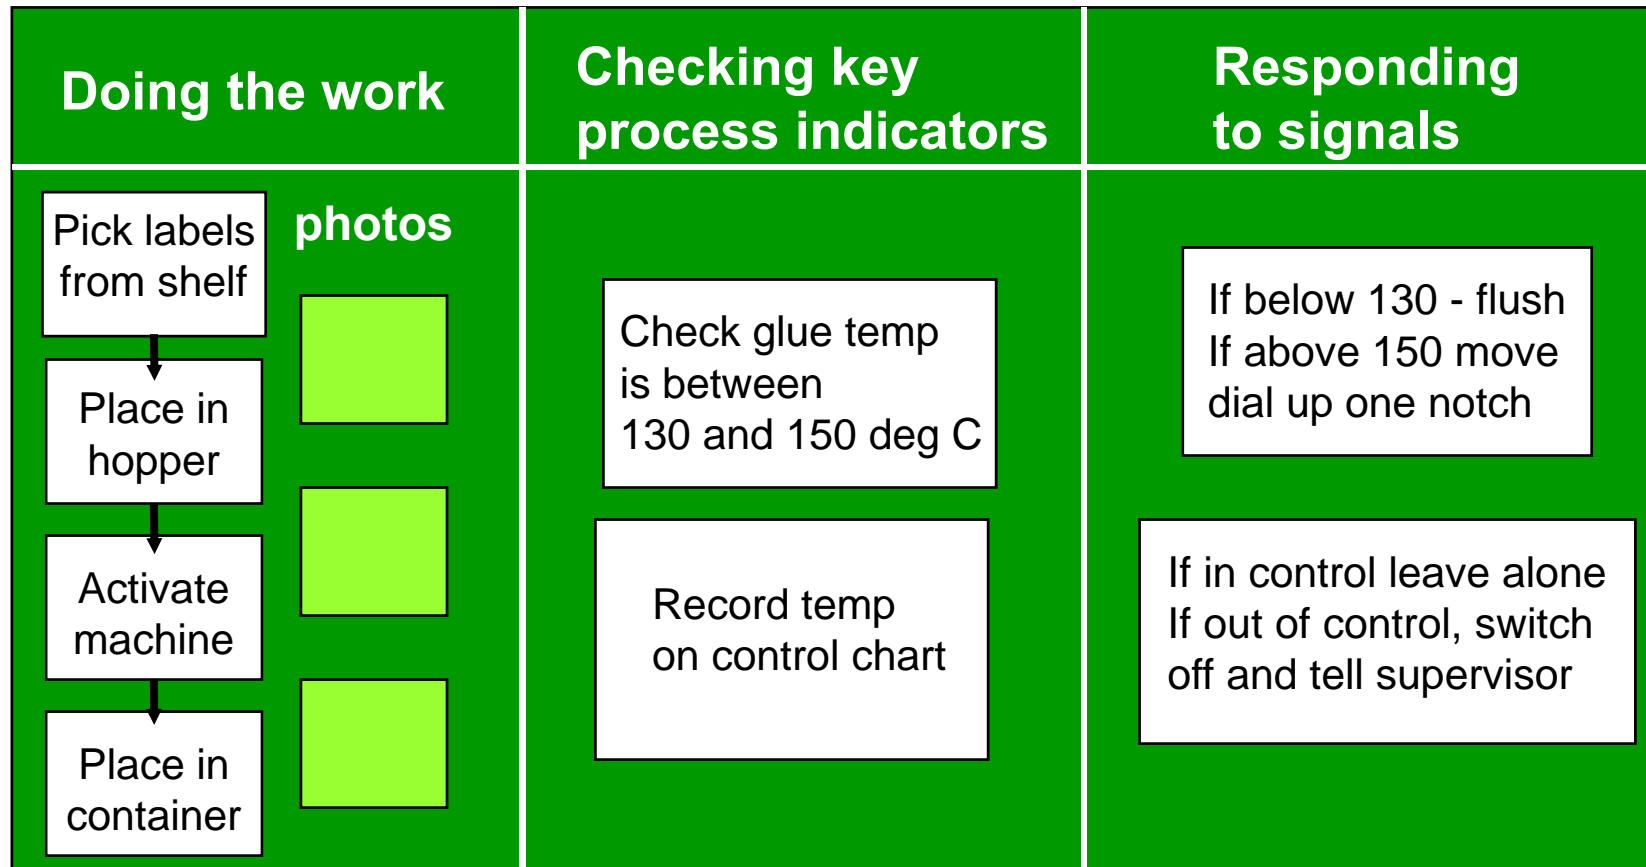 Doing the work
Checking key
process indicators
Responding
to signals
Pick labels
from shelf
photos
Place in
hopper
Activate
machine
Place in
container
Check glue temp
is between
130 and 150 deg C
Record temp
on control chart
If below 130 - flush
If above 150 move
dial up one notch
If in control leave alone
If out of control, switch
off and tell supervisor